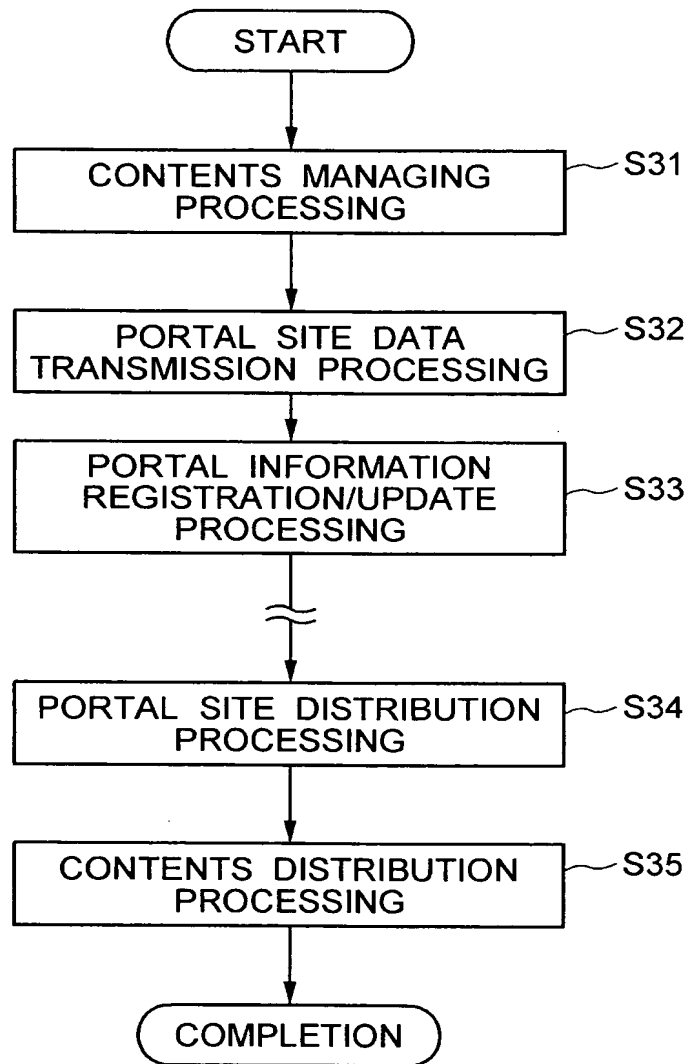 START
CONTENTS MANAGING
PROCESSING
S31
PORTAL SITE DATA
TRANSMISSION PROCESSING
S32
PORTAL INFORMATION
REGISTRATION/UPDATE
PROCESSING
S33
PORTAL SITE DISTRIBUTION
PROCESSING
S34
CONTENTS DISTRIBUTION
PROCESSING
S35
COMPLETION